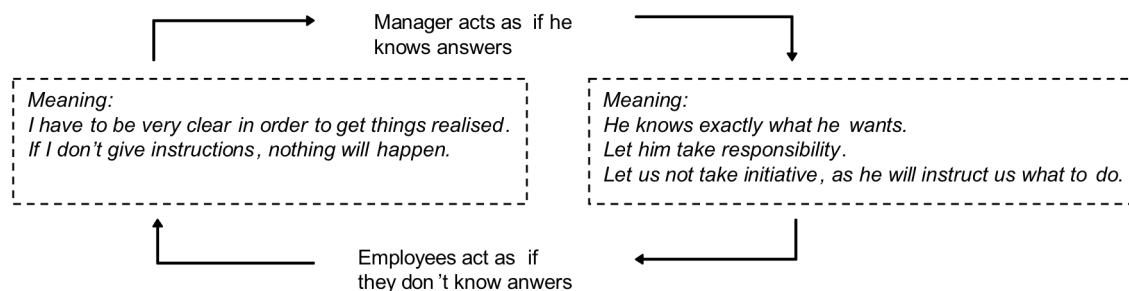 Manager acts as if he
knows answers
Meaning:
I have to be very clear in order to get things realised.
If I don't give instructions, nothing will happen.
Meaning:
He knows exactly what he wants.
Let him take responsibility.
Let us not take initiative, as he will instruct us what to do.
Employees act as if
they don't know anwers